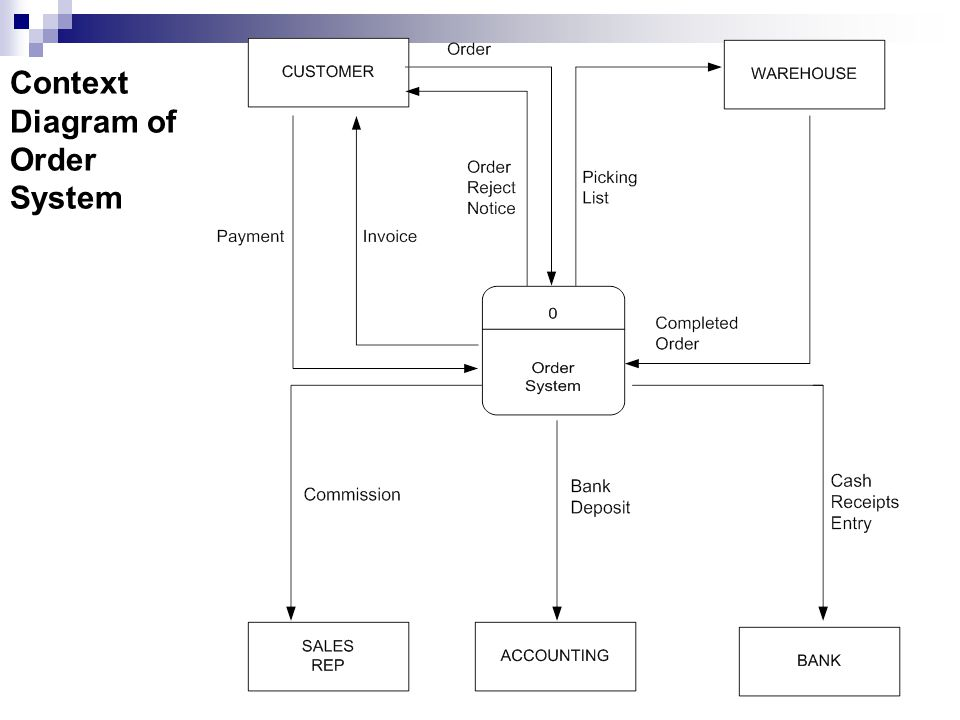 Context
Diagram of
Order
System
CUSTOMER
Order
WAREHOUSE
Order
Reject
Notice
Picking
List
Payment
Invoice
0
Order
System
Completed
Order
Commission
Bank
Deposit
Cash
Receipts
Entry
SALES
REP
ACCOUNTING
BANK